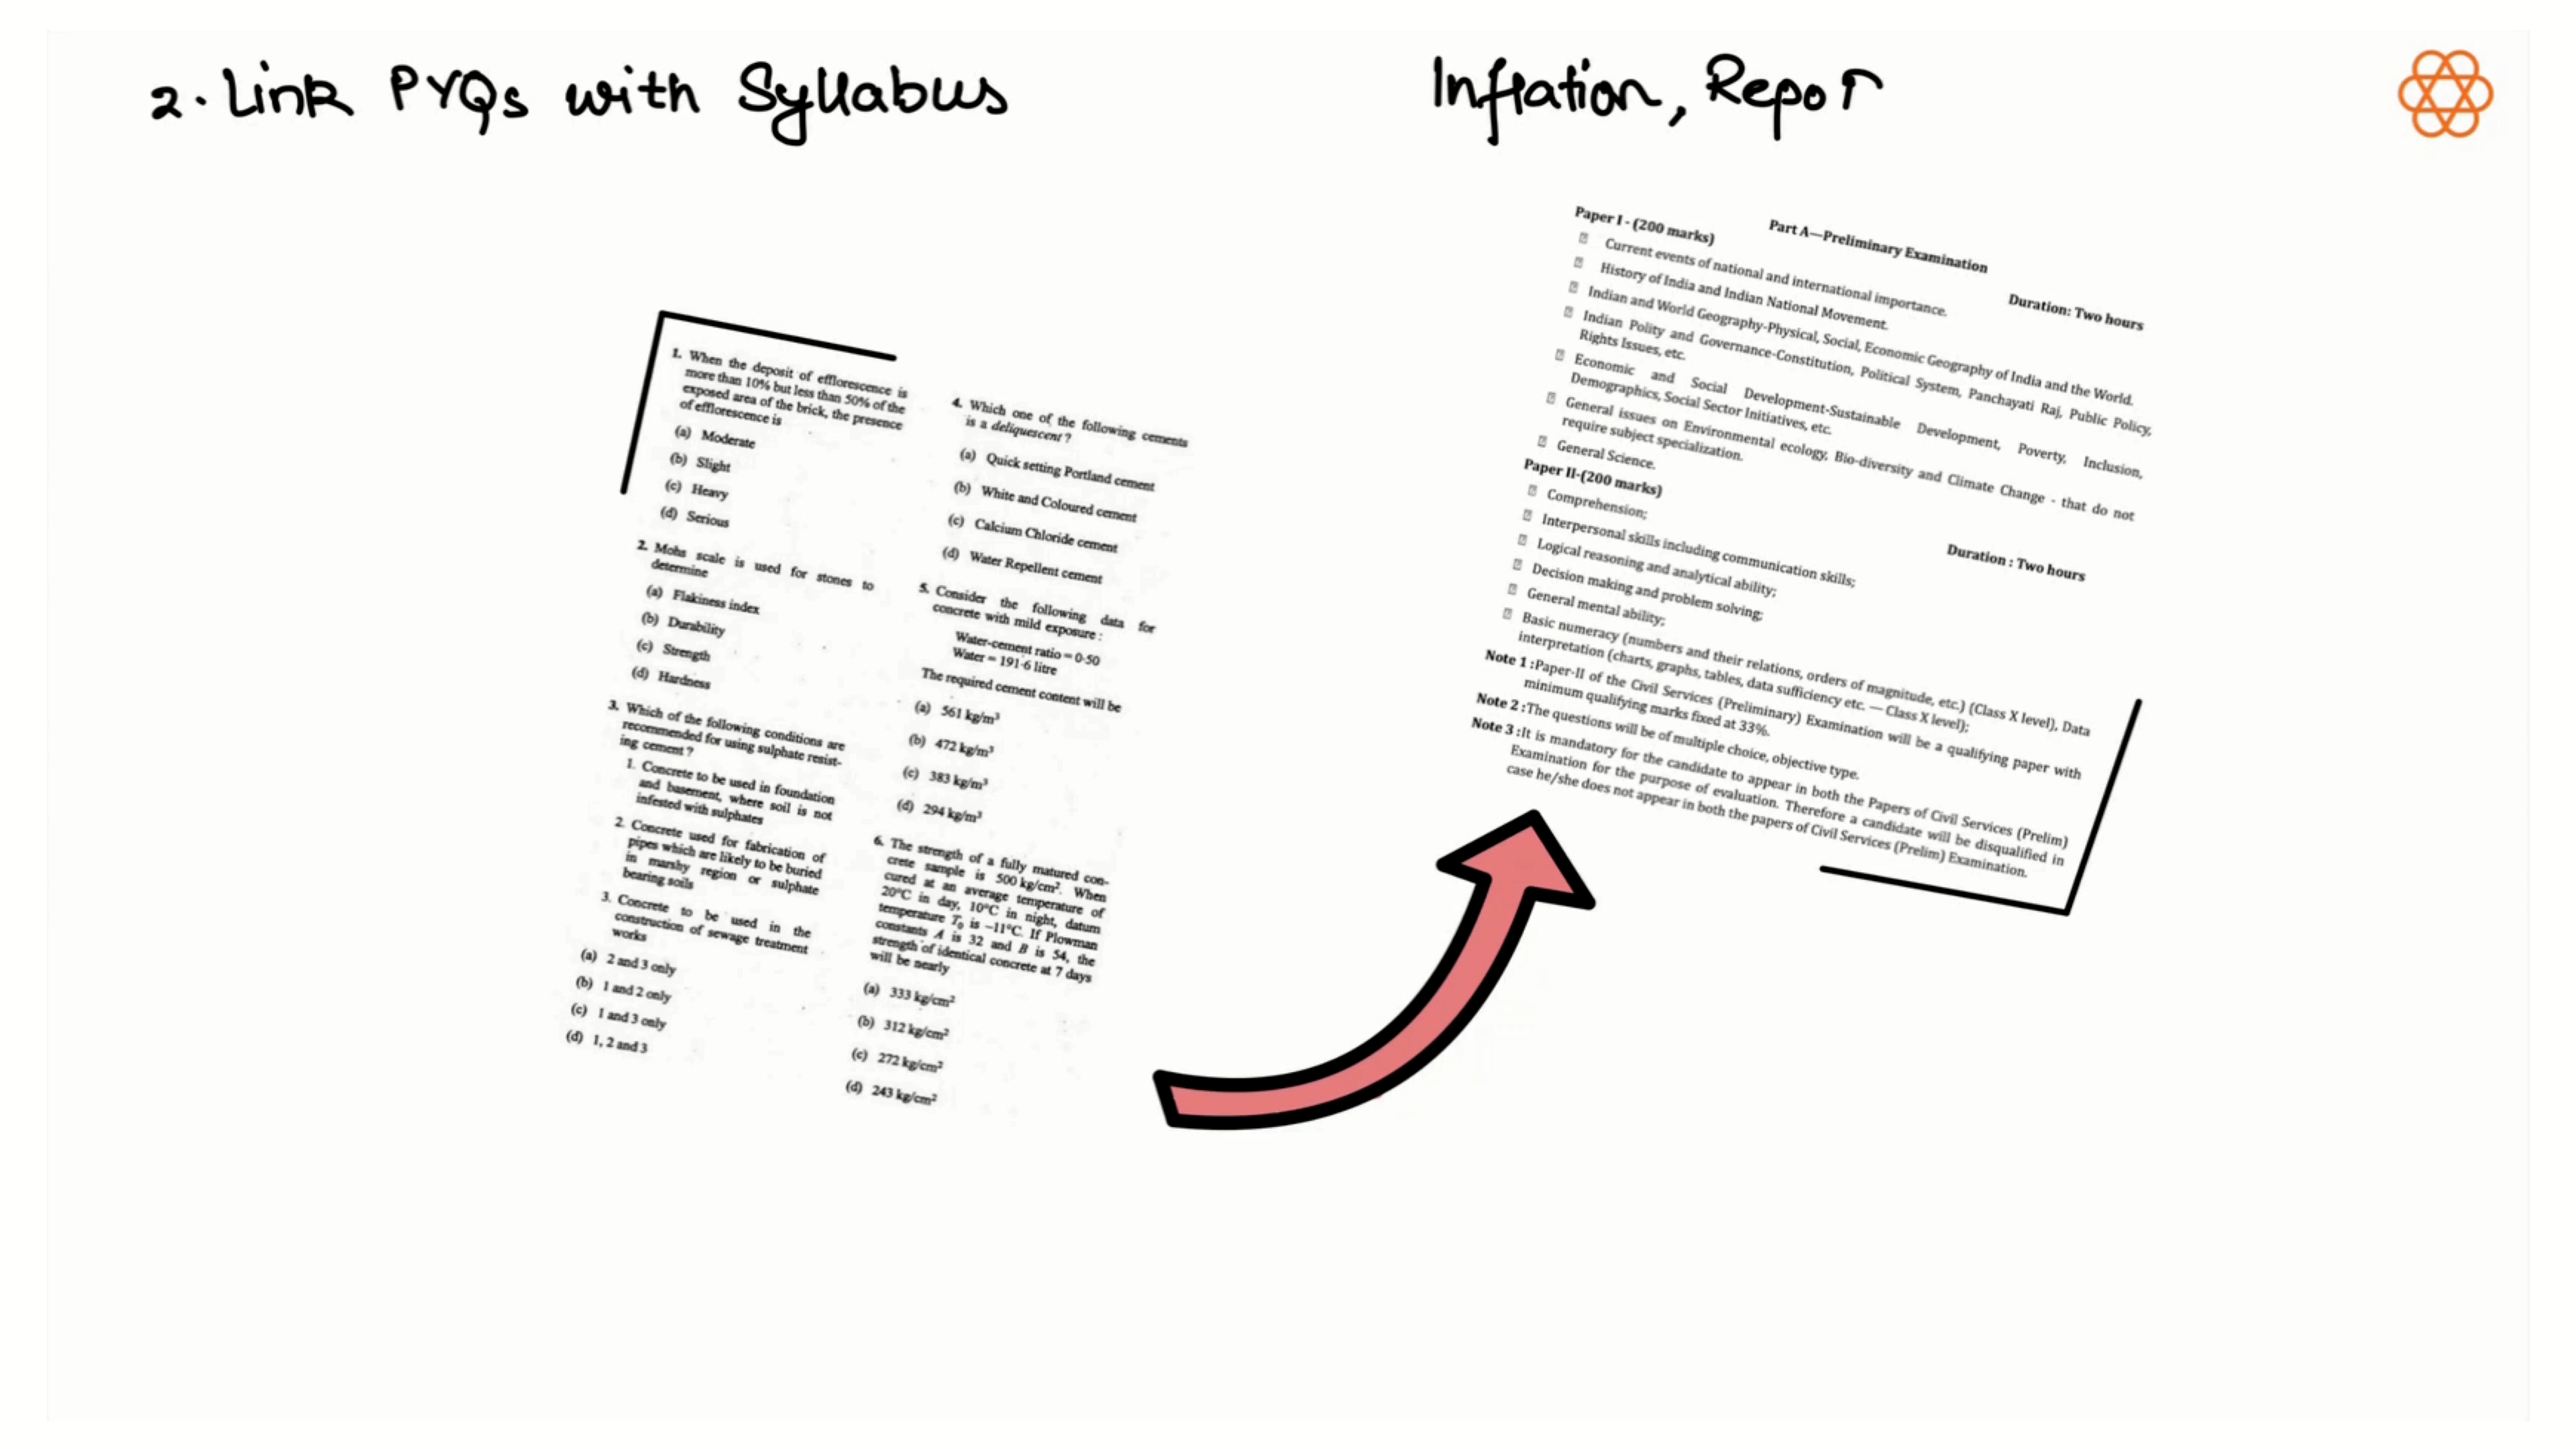 2. Link PYQs with Syllabus
Inflation, Repo r
1. When the deposit of efflorescence is
more than 10% but less than 50% of the
exposed area of the brick, the presence
of efflorescence is
(a) Moderate
(b) Slight
(c) Heavy
(d) Serious
2. Mohs scale is used for stones to
determine
(a) Flakiness index
(b) Durability
(c) Strength
(d) Hardness
3. Which of the following conditions are
recommended for using sulphate resist-
ing cement ?
1. Concrete to be used in foundation
and basement, where soil is not
infested with sulphates
2. Concrete used for fabrication of
pipes which are likely to be buried
in marshy region or sulphate
bearing soils
3. Concrete to be used in the
construction of sewage treatment
works
(a) 2 and 3 only
(b) 1 and 2 only
(c) 1 and 3 only
(d) 1, 2 and 3
4. Which one of the following cements
is a deliquescent ?
(a) Quick setting Portland cement
(b) White and Coloured cement
(c) Calcium Chloride cement
(d) Water Repellent cement
5. Consider the following data for
concrete with mild exposure :
Water-cement ratio = 0·50
Water = 191·6 litre
The required cement content will be
(a) 561 kg/m³
(b) 472 kg/m³
(c) 383 kg/m³
(d) 294 kg/m³
6. The strength of a fully matured con-
crete sample is 500 kg/cm². When
cured at an average temperature of
20°C in day, 10°C in night, datum
temperature T₀ is −11°C. If Plowman
constants A is 32 and B is 54, the
strength of identical concrete at 7 days
will be nearly
(a) 333 kg/cm²
(b) 312 kg/cm²
(c) 272 kg/cm²
(d) 243 kg/cm²
Part A—Preliminary Examination
Paper I - (200 marks) Duration: Two hours
Current events of national and international importance.
History of India and Indian National Movement.
Indian and World Geography-Physical, Social, Economic Geography of India and the World.
Indian Polity and Governance-Constitution, Political System, Panchayati Raj, Public Policy,
Rights Issues, etc.
Economic and Social Development-Sustainable Development, Poverty, Inclusion,
Demographics, Social Sector Initiatives, etc.
General issues on Environmental ecology, Bio-diversity and Climate Change - that do not
require subject specialization.
General Science.
Paper II-(200 marks) Duration : Two hours
Comprehension;
Interpersonal skills including communication skills;
Logical reasoning and analytical ability;
Decision making and problem solving;
General mental ability;
Basic numeracy (numbers and their relations, orders of magnitude, etc.) (Class X level), Data
interpretation (charts, graphs, tables, data sufficiency etc. — Class X level);
Note 1 :Paper-II of the Civil Services (Preliminary) Examination will be a qualifying paper with
minimum qualifying marks fixed at 33%.
Note 2 :The questions will be of multiple choice, objective type.
Note 3 :It is mandatory for the candidate to appear in both the Papers of Civil Services (Prelim)
Examination for the purpose of evaluation. Therefore a candidate will be disqualified in
case he/she does not appear in both the papers of Civil Services (Prelim) Examination.